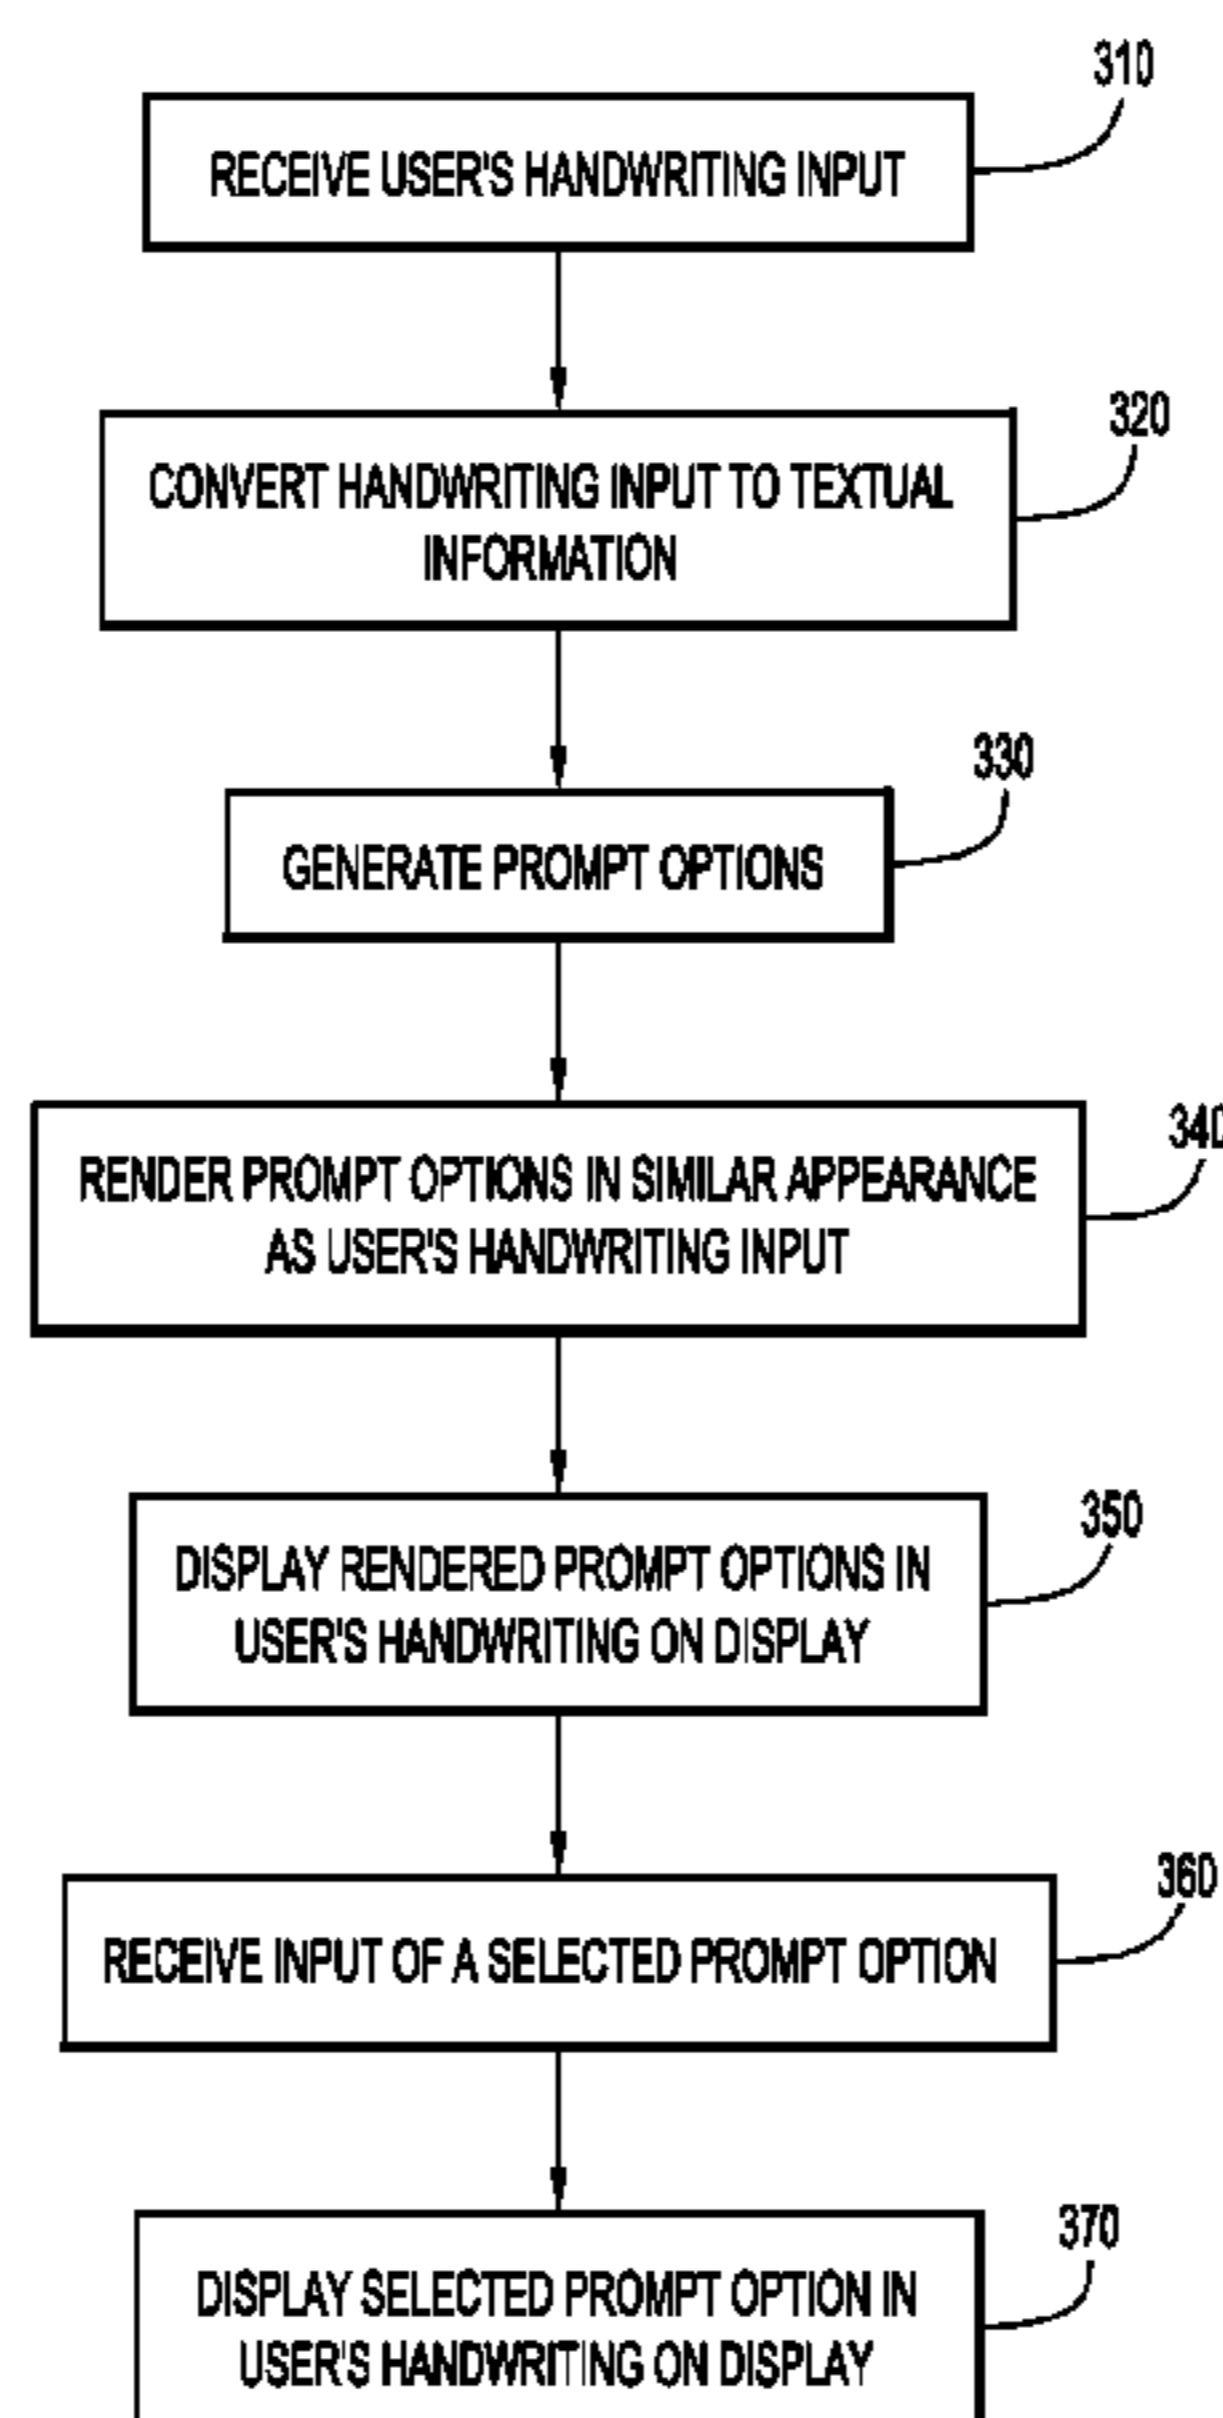 310
RECEIVE USER'S HANDWRITING INPUT
320
CONVERT HANDWRITING INPUT TO TEXTUAL
INFORMATION
330
GENERATE PROMPT OPTIONS
340
RENDER PROMPT OPTIONS IN SIMILAR APPEARANCE
AS USER'S HANDWRITING INPUT
350
DISPLAY RENDERED PROMPT OPTIONS IN
USER'S HANDWRITING ON DISPLAY
360
RECEIVE INPUT OF A SELECTED PROMPT OPTION
370
DISPLAY SELECTED PROMPT OPTION IN
USER'S HANDWRITING ON DISPLAY